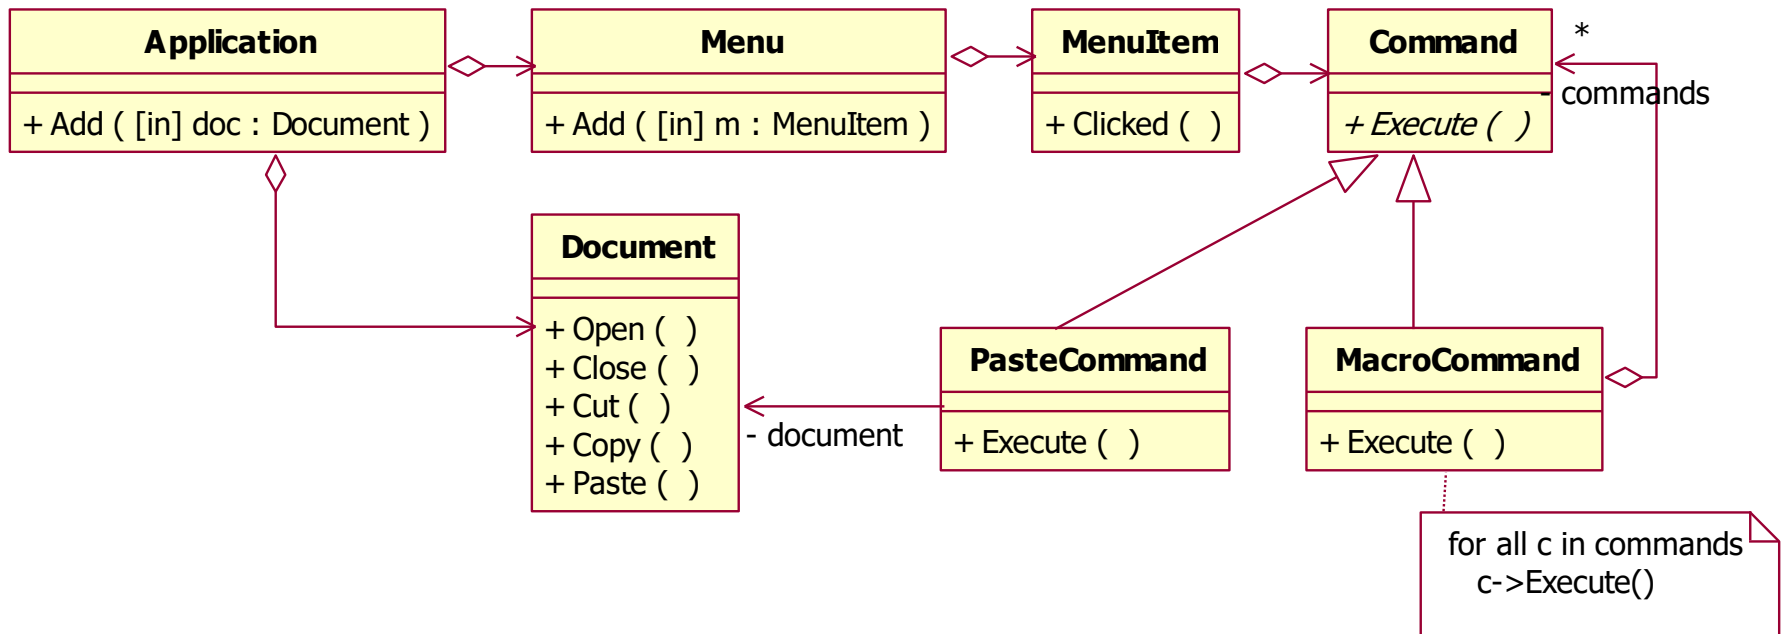 Application
+ Add ( [in] doc : Document )
Menu
+ Add ( [in] m : MenuItem )
MenuItem
+ Clicked ( )
Command
+ Execute ( )
*
- commands
Document
+ Open ( )
+ Close ( )
+ Cut ( )
+ Copy ( )
+ Paste ( )
- document
PasteCommand
+ Execute ( )
MacroCommand
+ Execute ( )
for all c in commands
c->Execute()